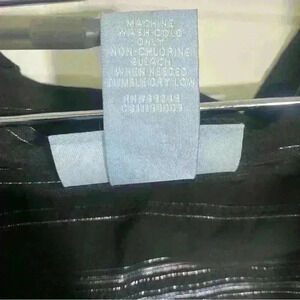 MACHINE
WASH COLD
ONLY
NON-CHLORINE
BLEACH
WHEN NEEDED
TUMBLE DRY LOW